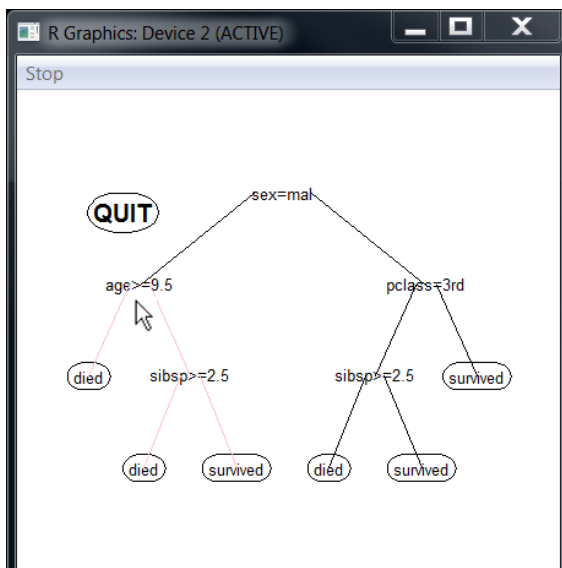 R Graphics: Device 2 (ACTIVE)
Stop
sex=mal
QUIT
age>=9.5
pclass=3rd
died
sibsp>=2.5
sibsp>=2.5
survived
died
survived
died
survived